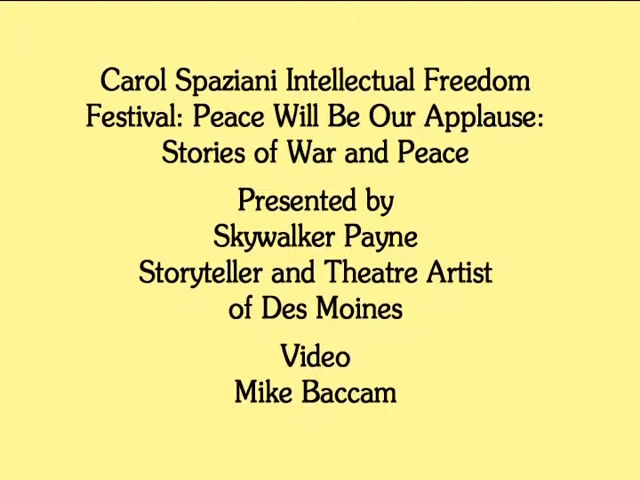 Carol Spaziani Intellectual Freedom
Festival: Peace Will Be Our Applause:
Stories of War and Peace
Presented by
Skywalker Payne
Storyteller and Theatre Artist
of Des Moines
Video
Mike Baccam